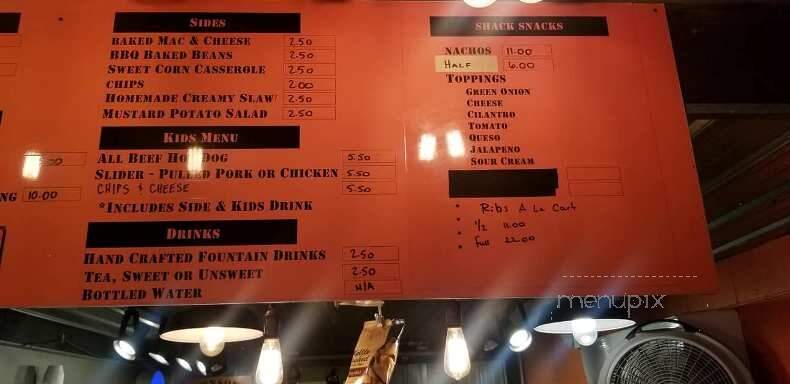 SIDES
BAKED MAC & CHEESE 2.50
BBQ BAKED BEANS 2.50
SWEET CORN CASSEROLE 2.50
CHIPS 2.00
HOMEMADE CREAMY SLAW 2.50
MUSTARD POTATO SALAD 2.50
KIDS MENU
ALL BEEF HOT DOG 5.50
SLIDER - PULLED PORK OR CHICKEN 5.50
CHIPS & CHEESE 5.50
*INCLUDES SIDE & KIDS DRINK
10.00
DRINKS
HAND CRAFTED FOUNTAIN DRINKS 2.50
TEA, SWEET OR UNSWEET 2.50
BOTTLED WATER N/A
SHACK SNACKS
NACHOS 11.00
HALF 6.00
TOPPINGS
GREEN ONION
CHEESE
CILANTRO
TOMATO
QUESO
JALAPENO
SOUR CREAM
• Ribs A La Cart
• 1/2 11.00
• Full 22.00
menupix